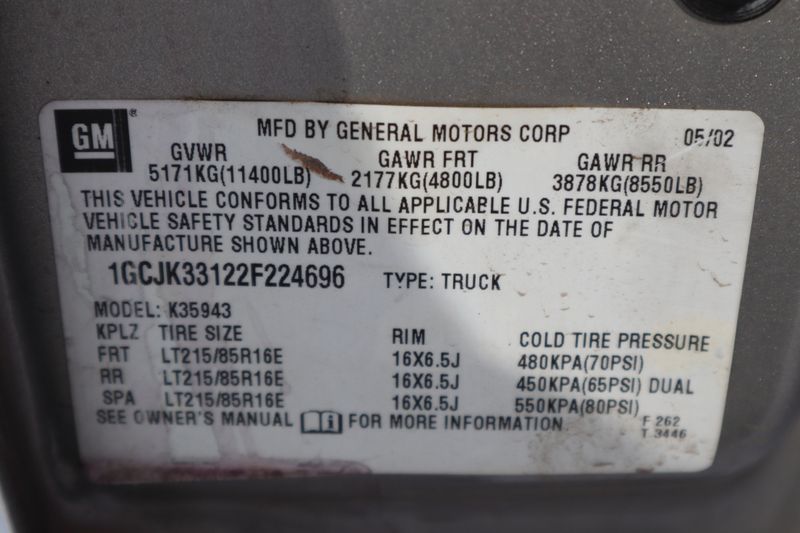 GM ®
MFD BY GENERAL MOTORS CORP 05/02
GVWR GAWR FRT GAWR RR
5171KG(11400LB) 2177KG(4800LB) 3878KG(8550LB)
THIS VEHICLE CONFORMS TO ALL APPLICABLE U.S. FEDERAL MOTOR
VEHICLE SAFETY STANDARDS IN EFFECT ON THE DATE OF
MANUFACTURE SHOWN ABOVE.
1GCJK33122F224696 TYPE: TRUCK
MODEL: K35943
KPLZ TIRE SIZE RIM COLD TIRE PRESSURE
FRT LT215/85R16E 16X6.5J 480KPA(70PSI)
RR LT215/85R16E 16X6.5J 450KPA(65PSI) DUAL
SPA LT215/85R16E 16X6.5J 550KPA(80PSI)
SEE OWNER'S MANUAL FOR MORE INFORMATION
F 262
T 3446